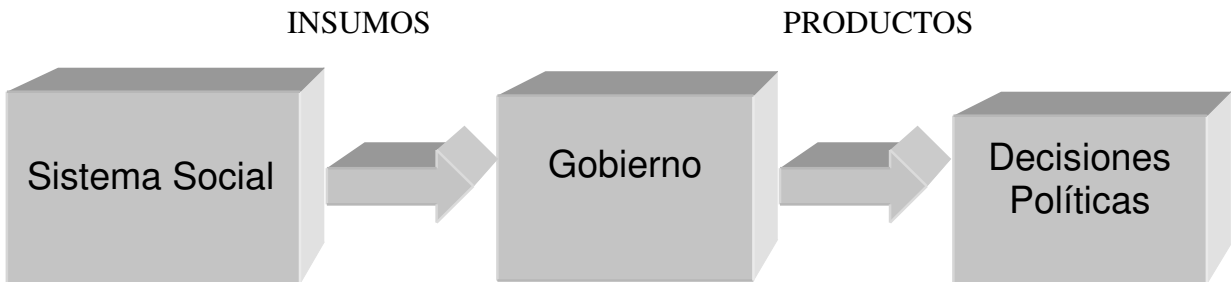 INSUMOS
PRODUCTOS
Sistema Social
Gobierno
Decisiones
Políticas